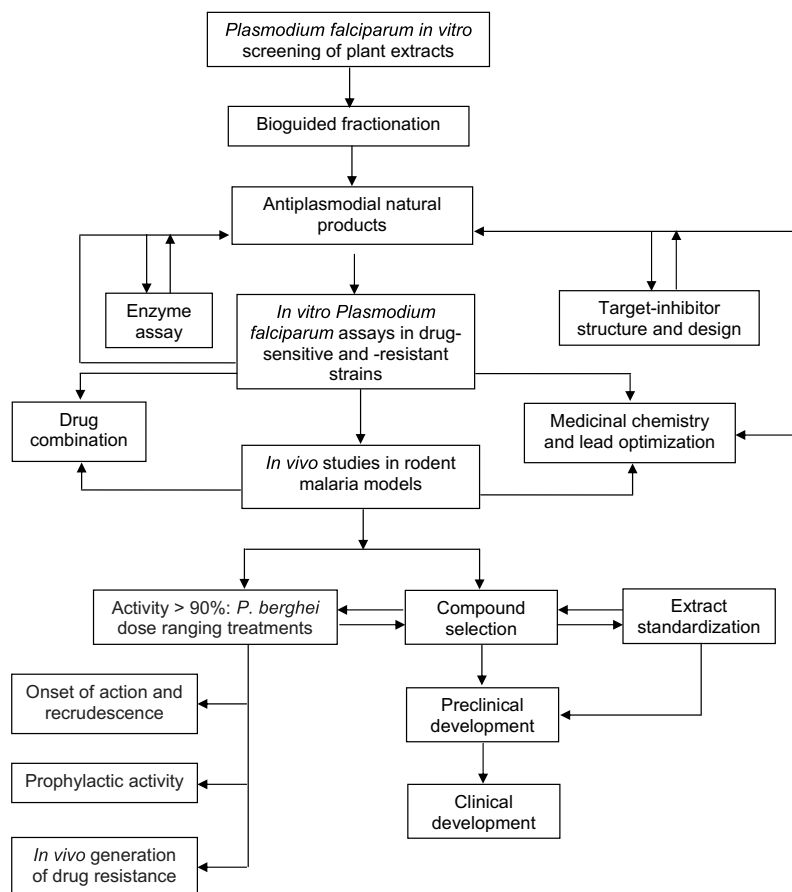 Plasmodium falciparum in vitro
screening of plant extracts
Bioguided fractionation
Antiplasmodial natural
products
Enzyme
assay
In vitro Plasmodium
falciparum assays in drug-
sensitive and -resistant
strains
Target-inhibitor
structure and design
Drug
combination
Medicinal chemistry
and lead optimization
In vivo studies in rodent
malaria models
Activity > 90%: P. berghei
dose ranging treatments
Compound
selection
Extract
standardization
Onset of action and
recrudescence
Preclinical
development
Prophylactic activity
Clinical
development
In vivo generation
of drug resistance